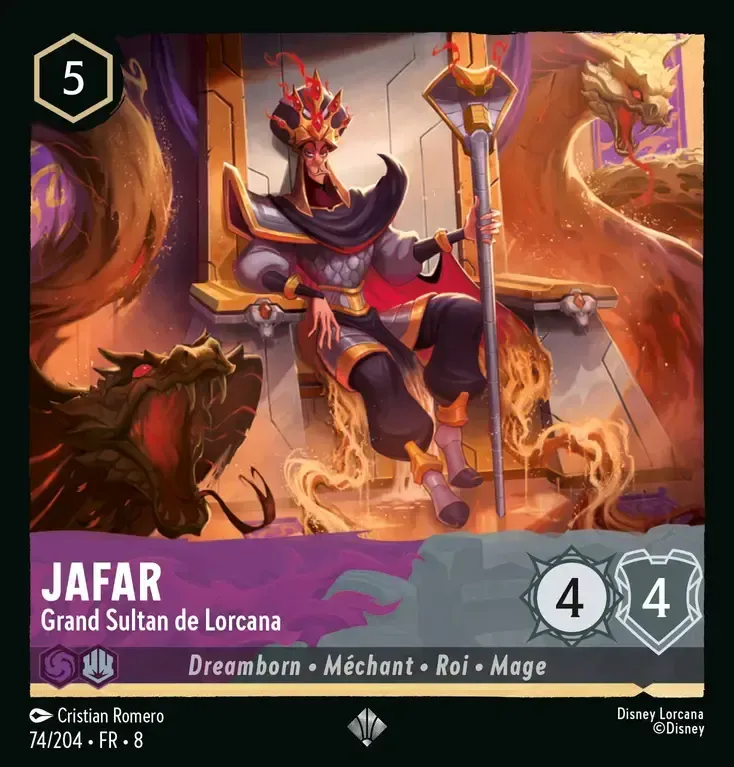 5
JAFAR
Grand Sultan de Lorcana
4 4
Dreamborn • Méchant • Roi • Mage
Cristian Romero
74/204 • FR • 8
Disney Lorcana
©Disney